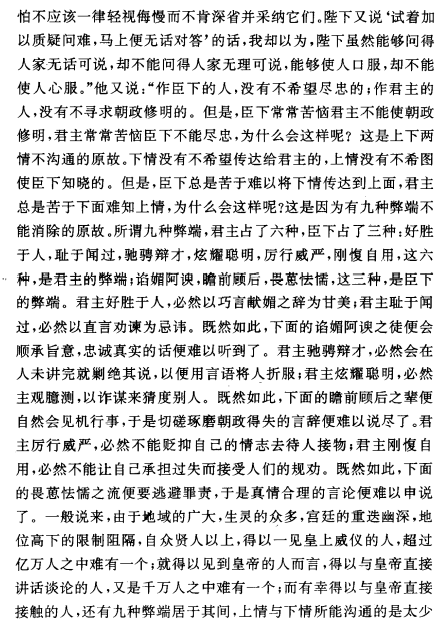 怕不应该一律轻视侮慢而不肯深省并采纳它们。陛下又说‘试着加
以质疑问难，马上便无话对答’的话，我却以为，陛下虽然能够问得
人家无话可说，却不能问得人家无理可说，能够使人口服，却不能
使人心服。”他又说：“作臣下的人，没有不希望尽忠的；作君主的
人，没有不寻求朝政修明的。但是，臣下常常苦恼君主不能使朝政
修明，君主常常苦恼臣下不能尽忠，为什么会这样呢？这是上下两
情不沟通的原故。下情没有不希望传达给君主的，上情没有不希图
使臣下知晓的。但是，臣下总是苦于难以将下情传达到上面，君主
总是苦于下面难知上情，为什么会这样呢？这是因为有九种弊端不
能消除的原故。所谓九种弊端，君主占了六种，臣下占了三种：好胜
于人，耻于闻过，驰骋辩才，炫耀聪明，厉行威严，刚愎自用，这六
种，是君主的弊端；谄媚阿谀，瞻前顾后，畏葸怯懦，这三种，是臣下
的弊端。君主好胜于人，必然以巧言献媚之辞为甘美；君主耻于闻
过，必然以直言劝谏为忌讳。既然如此，下面的谄媚阿谀之徒便会
顺承旨意，忠诚真实的话便难以听到了。君主驰骋辩才，必然会在
人未讲完就剿绝其说，以便用言语将人折服；君主炫耀聪明，必然
主观臆测，以诈谋来猜度别人。既然如此，下面的瞻前顾后之辈便
自然会见机行事，于是切磋琢磨朝政得失的言辞便难以说尽了。君
主厉行威严，必然不能贬抑自己的情志去待人接物；君主刚愎自
用，必然不能让自己承担过失而接受人们的规劝。既然如此，下面
的畏葸怯懦之流便要逃避罪责，于是真情合理的言论便难以申说
了。一般说来，由于地域的广大，生灵的众多，宫廷的重迭幽深，地
位高下的限制阻隔，自众贤人以上，得以一见皇上威仪的人，超过
亿万人之中难有一个；就得以见到皇帝的人而言，得以与皇帝直接
讲话谈论的人，又是千万人之中难有一个；而有幸得以与皇帝直接
接触的人，还有九种弊端居于其间，上情与下情所能沟通的是太少